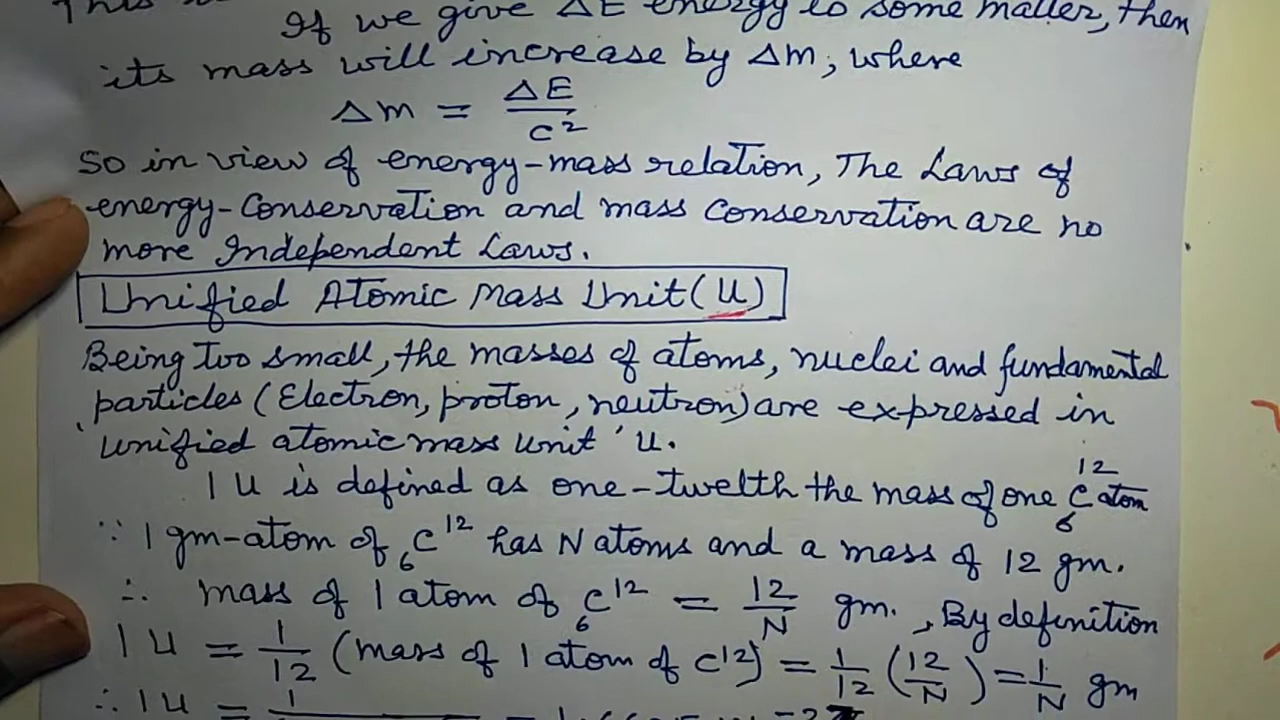 This
If we give ΔE energy to some matter, then
its mass will increase by Δm, where
Δm = ΔE / c²
So in view of energy-mass relation, The Laws of
energy-Conservation and mass Conservation are no
more Independent Laws.
Unified Atomic Mass Unit (U)
Being Too small, the masses of atoms, nuclei and fundamental
particles (Electron, proton, neutron) are expressed in
unified atomic mass unit 'U.
1 U is defined as one-twelth the mass of one ₆C¹² atom
∵ 1 gm-atom of ₆C¹² has N atoms and a mass of 12 gm.
∴ mass of 1 atom of ₆C¹² = 12/N gm., By definition
1 U = 1/12 (mass of 1 atom of C¹²) = 1/12 (12/N) = 1/N gm
∴ 1 U = 1